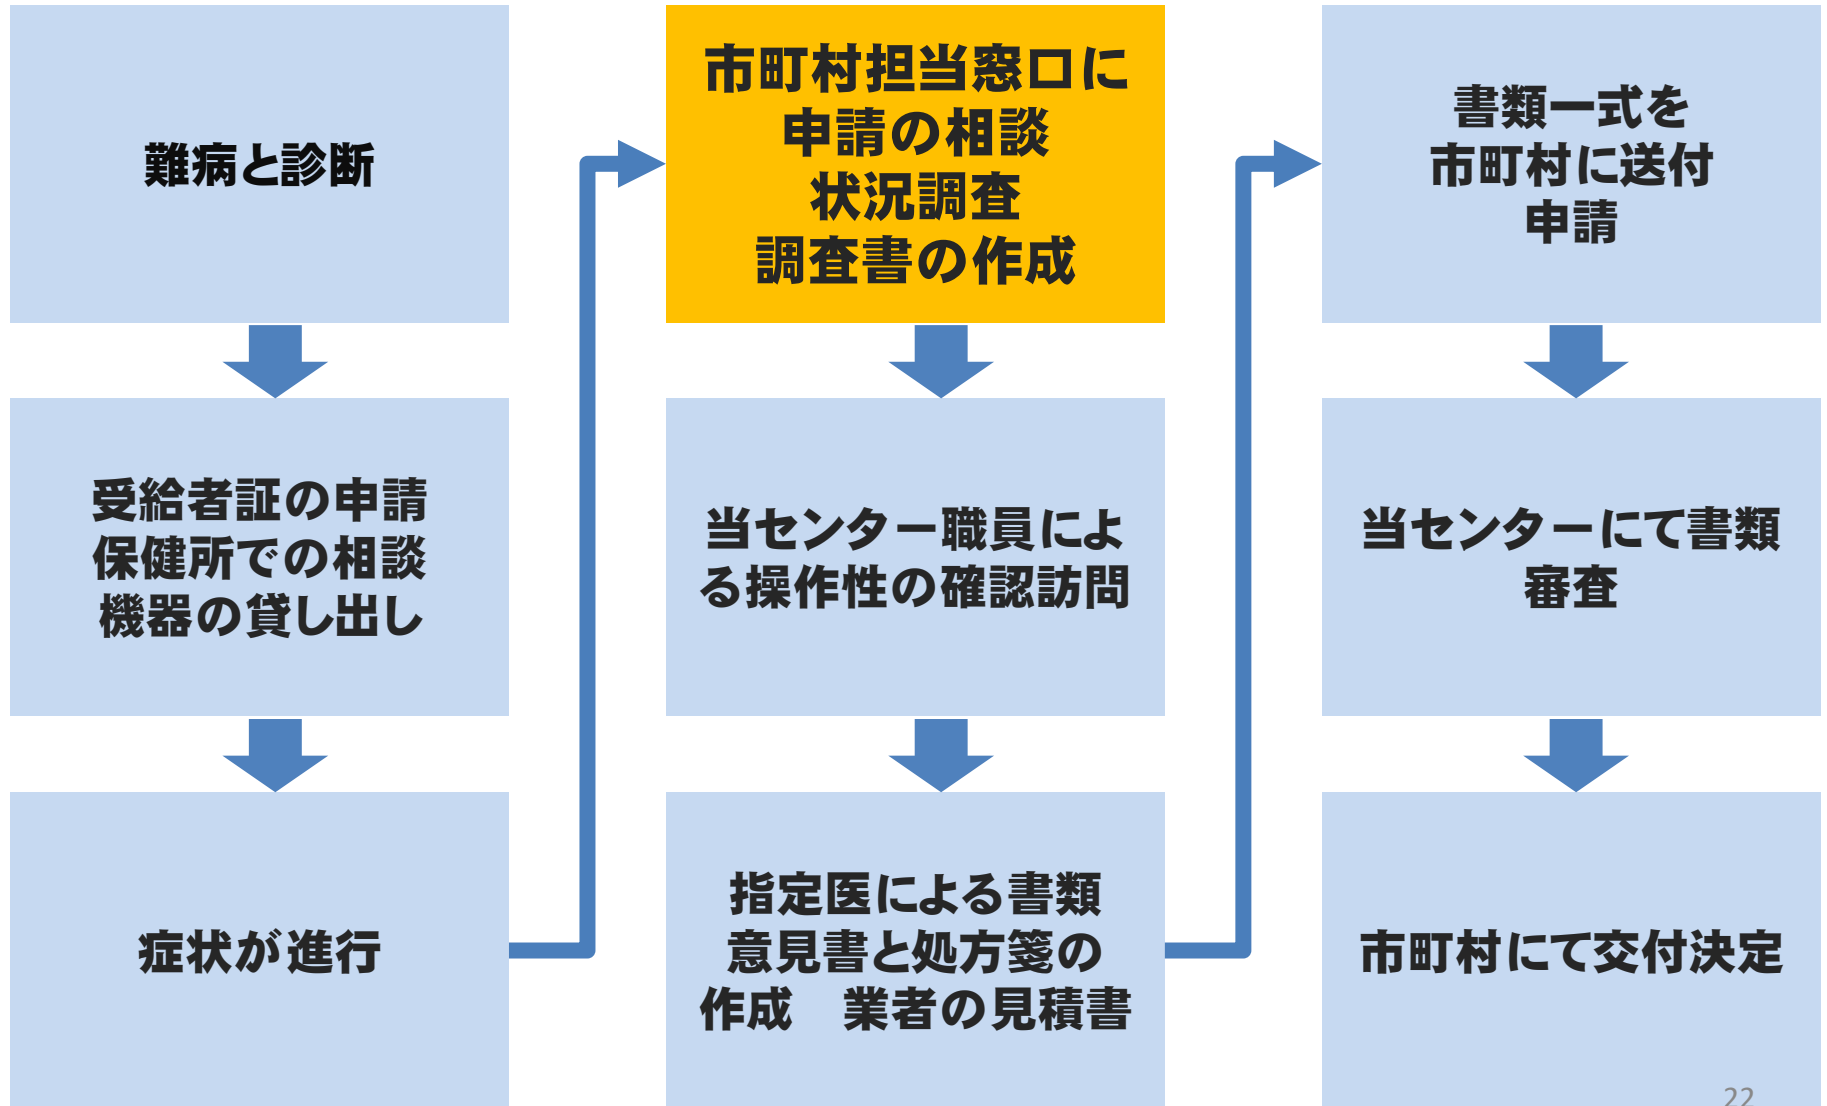 難病と診断
受給者証の申請
保健所での相談
機器の貸し出し
症状が進行
市町村担当窓口に
申請の相談
状況調査
調査書の作成
当センター職員によ
る操作性の確認訪問
指定医による書類
意見書と処方箋の
作成　業者の見積書
書類一式を
市町村に送付
申請
当センターにて書類
審査
市町村にて交付決定
22